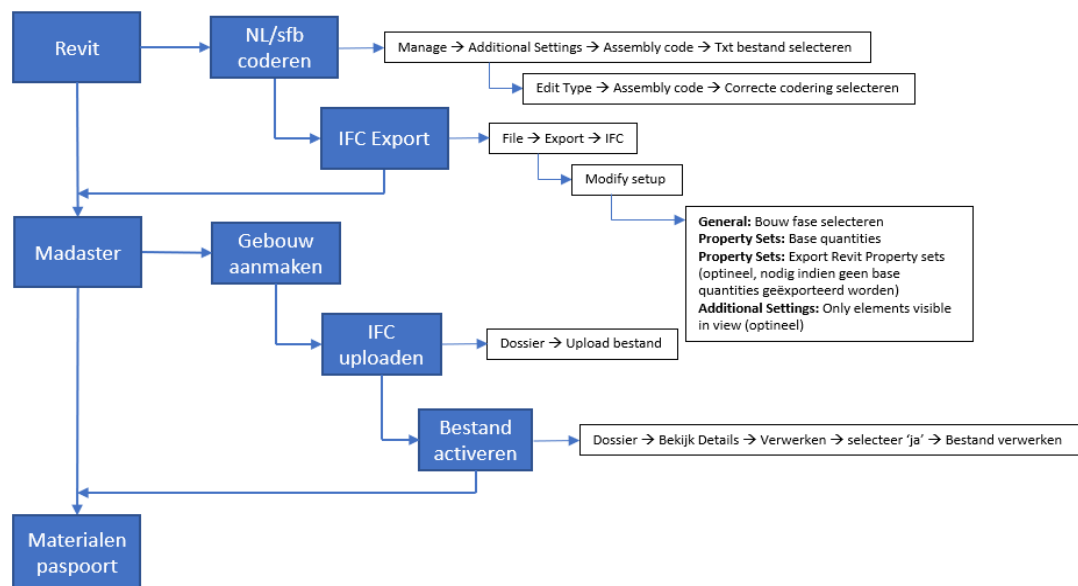 Revit
NL/sfb
coderen
Manage → Additional Settings → Assembly code → Txt bestand selecteren
Edit Type → Assembly code → Correcte codering selecteren
IFC Export
File → Export → IFC
Modify setup
General: Bouw fase selecteren
Property Sets: Base quantities
Property Sets: Export Revit Property sets
(optineel, nodig indien geen base
quantities geëxporteerd worden)
Additional Settings: Only elements visible
in view (optineel)
Madaster
Gebouw
aanmaken
IFC
uploaden
Dossier → Upload bestand
Bestand
activeren
Dossier → Bekijk Details → Verwerken → selecteer ‘ja’ → Bestand verwerken
Materialen
paspoort